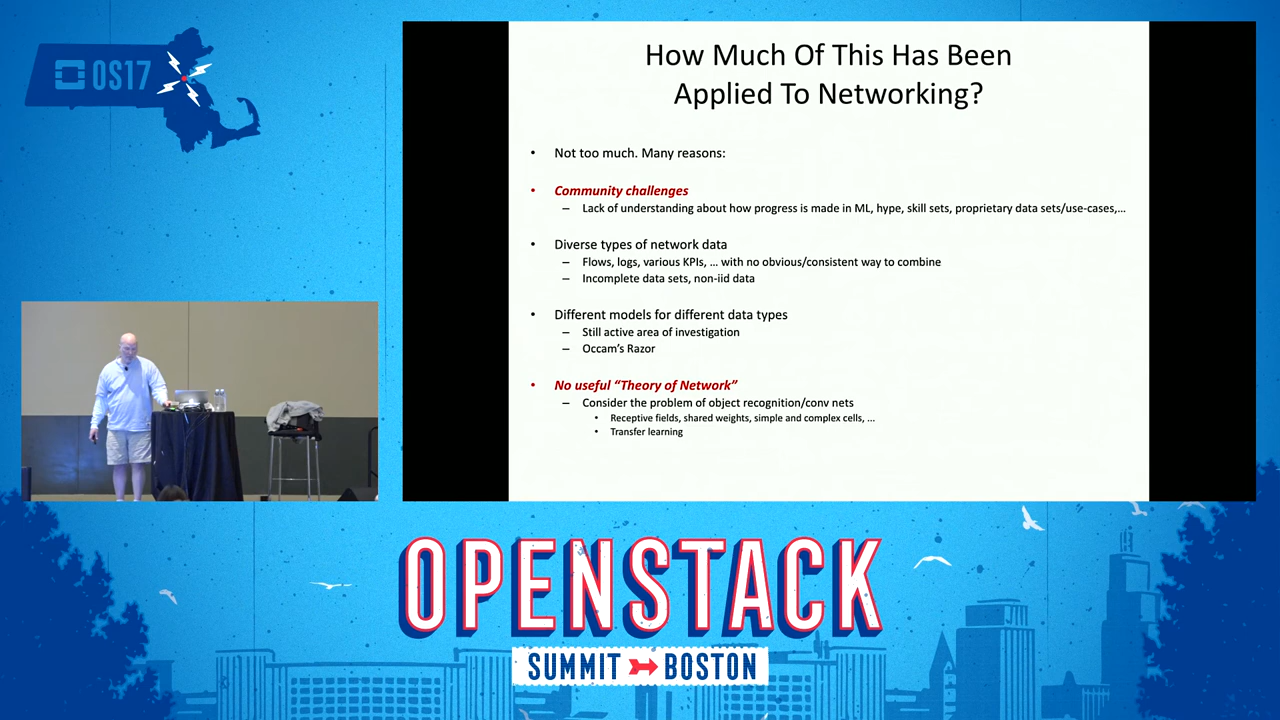 OS17
How Much Of This Has Been
Applied To Networking?
• Not too much. Many reasons:
• Community challenges
– Lack of understanding about how progress is made in ML, hype, skill sets, proprietary data sets/use-cases,…
• Diverse types of network data
– Flows, logs, various KPIs, … with no obvious/consistent way to combine
– Incomplete data sets, non-iid data
• Different models for different data types
– Still active area of investigation
– Occam's Razor
• No useful “Theory of Network”
– Consider the problem of object recognition/conv nets
• Receptive fields, shared weights, simple and complex cells, …
• Transfer learning
OPENSTACK
SUMMIT BOSTON